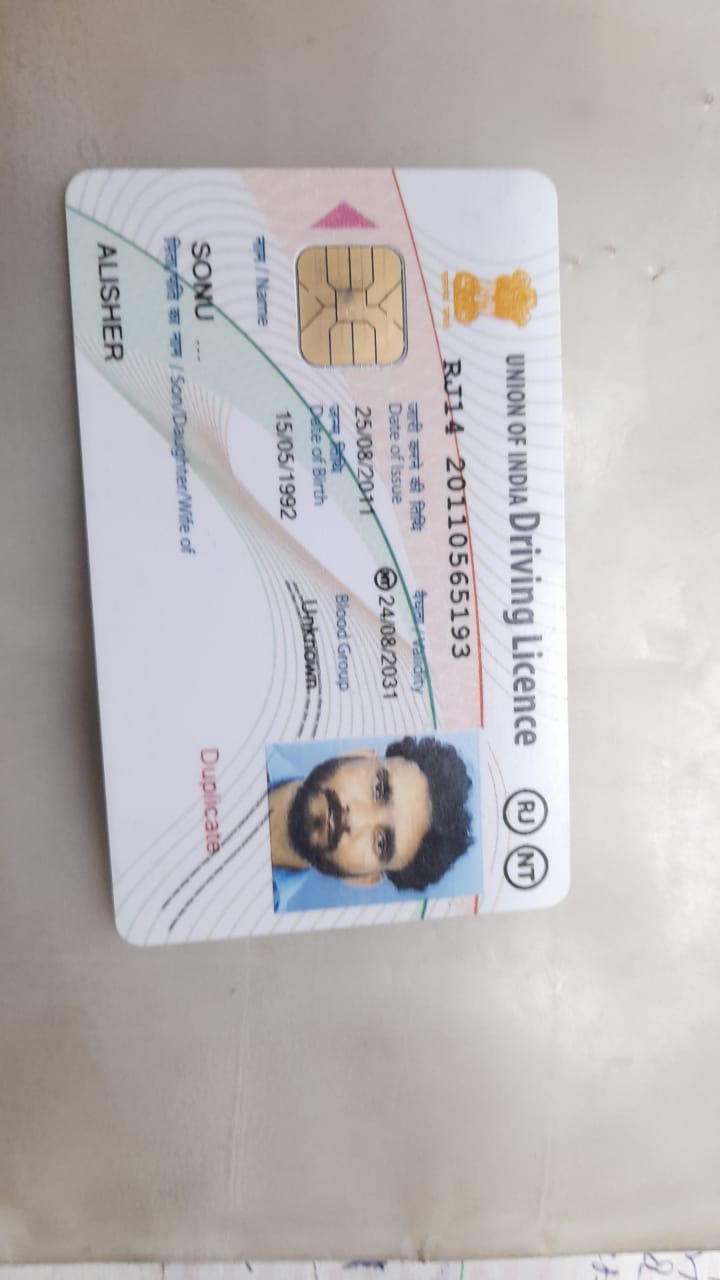 UNION OF INDIA Driving Licence
RJ NT
RJ14 20110565193
जारी करने की तिथि
Date of Issue
25/08/2011
वैधता / Validity
NT 24/08/2031
जन्म तिथि
Date of Birth
15/05/1992
Blood Group
Unknown
नाम / Name
SONU ...
पिता/पति का नाम / Son/Daughter/Wife of
ALISHER
Duplicate